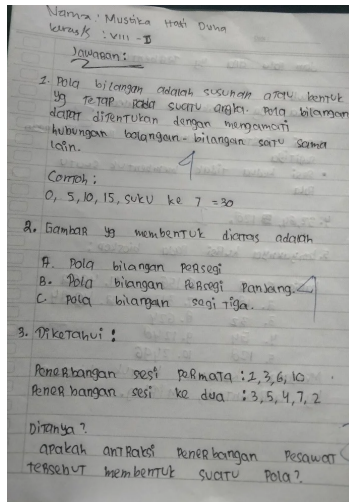 Nama : Mustika Hati Duha
Kelas/s : VIII - I
Jawaban :
1. Pola bilangan adalah susunan atau bentuk
yg tetap pada suatu angka. Pola bilangan
dapat ditentukan dengan mengamati
hubungan balangan-bilangan satu sama
lain.
4
Contoh :
0, 5, 10, 15, suku ke 7 = 30
2. Gambar yg membentuk diatas adalah
A. Pola bilangan persegi
B. Pola bilangan persegi panjang.
C. Pola bilangan segi tiga.
4
3. Diketahui :
Penerbangan sesi permata : 1, 3, 6, 10
Penerbangan sesi ke dua : 3, 5, 4, 7, 2
Ditanya ?
apakah antraksi penerbangan pesawat
tersebut membentuk suatu pola?